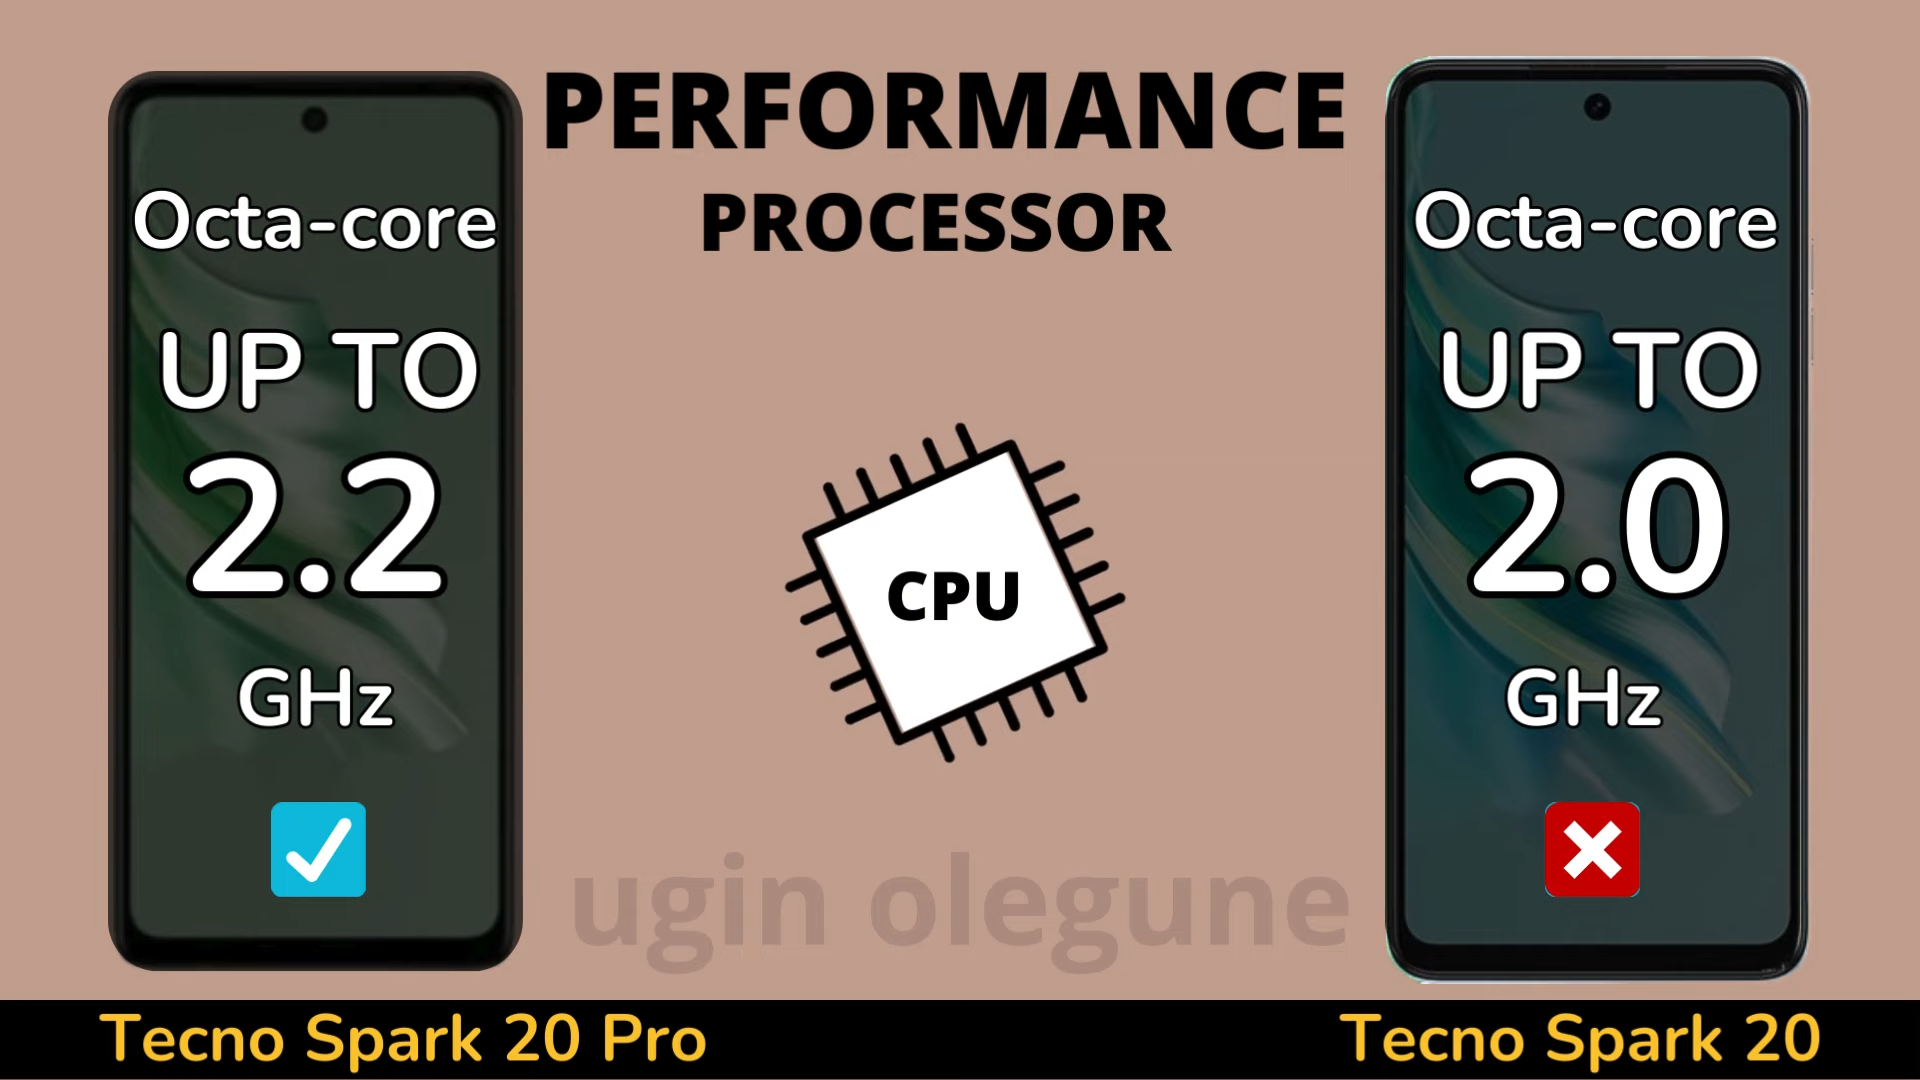 PERFORMANCE
PROCESSOR
Octa-core
UP TO
2.2
GHz
CPU
Octa-core
UP TO
2.0
GHz
ugin olegune
Tecno Spark 20 Pro
Tecno Spark 20